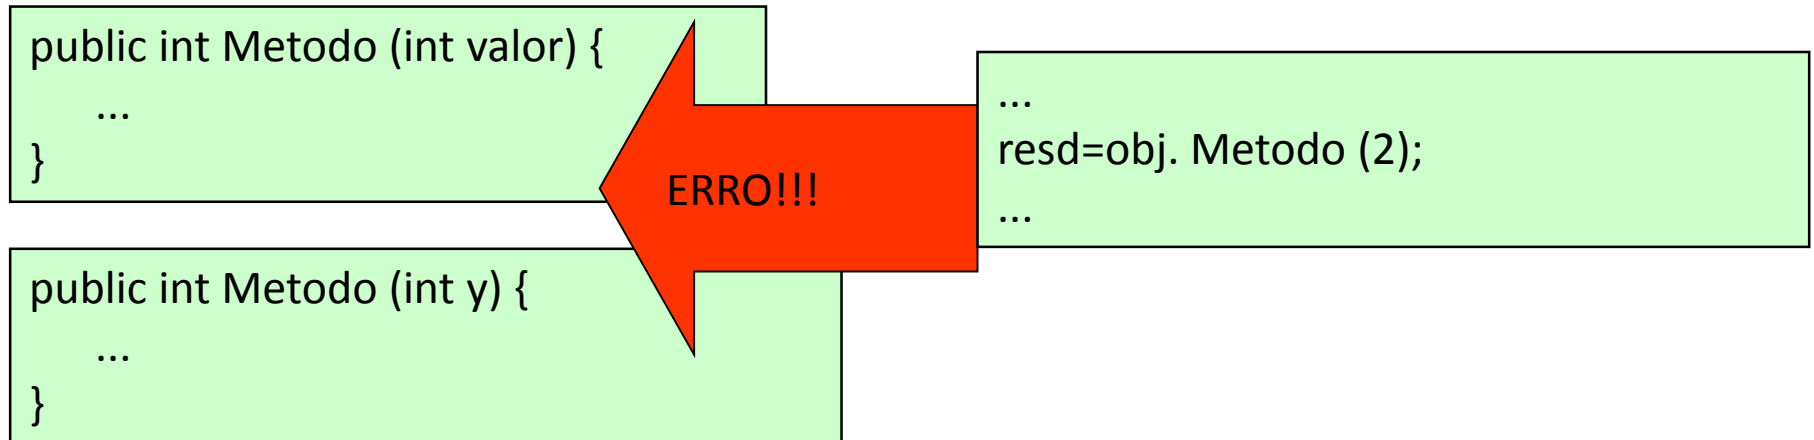 public int Metodo (int valor) {
...
}
ERRO!!!
...
resd=obj. Metodo (2);
...
public int Metodo (int y) {
...
}